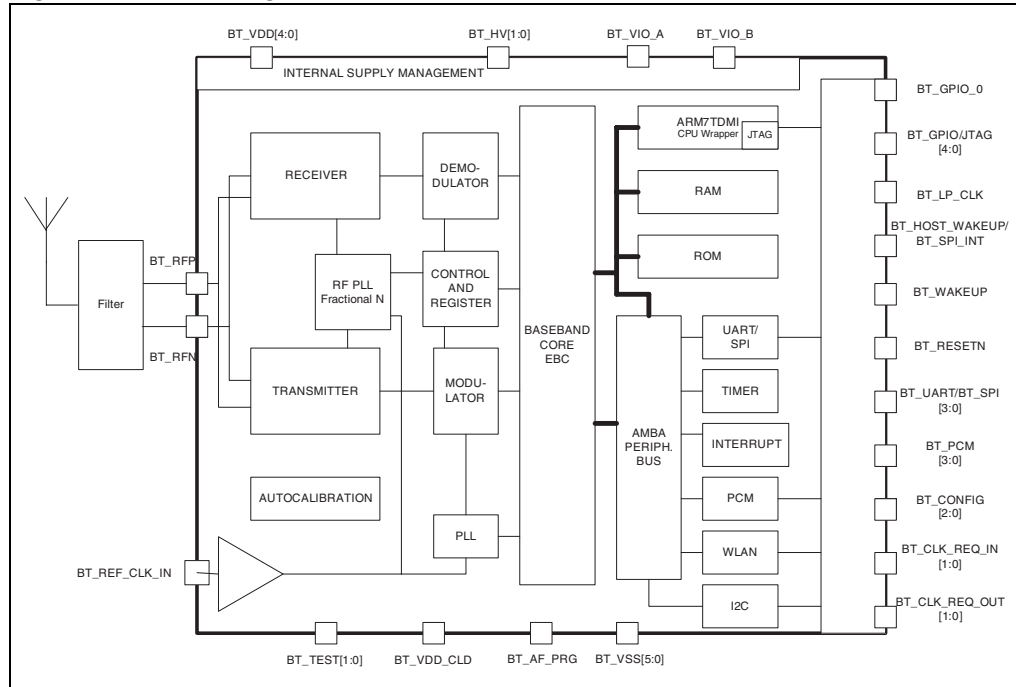 BT_VDD[4:0]
BT_HV[1:0]
BT_VIO_A
BT_VIO_B
INTERNAL SUPPLY MANAGEMENT
BT_GPIO_0
ARM7TDMI
CPU Wrapper
JTAG
BT_GPIO/JTAG
[4:0]
RECEIVER
DEMO-
DULATOR
RAM
BT_LP_CLK
BT_HOST_WAKEUP/
BT_SPI_INT
ROM
BT_RFP
Filter
RF PLL
Fractional N
CONTROL
AND
REGISTER
BT_WAKEUP
BASEBAND
CORE
EBC
UART/
SPI
BT_RFN
BT_RESETN
TRANSMITTER
MODU-
LATOR
TIMER
BT_UART/BT_SPI
[3:0]
AMBA
PERIPH.
BUS
INTERRUPT
BT_PCM
[3:0]
AUTOCALIBRATION
PCM
BT_CONFIG
[2:0]
PLL
WLAN
BT_CLK_REQ_IN
[1:0]
BT_REF_CLK_IN
I2C
BT_CLK_REQ_OUT
[1:0]
BT_TEST[1:0]
BT_VDD_CLD
BT_AF_PRG
BT_VSS[5:0]